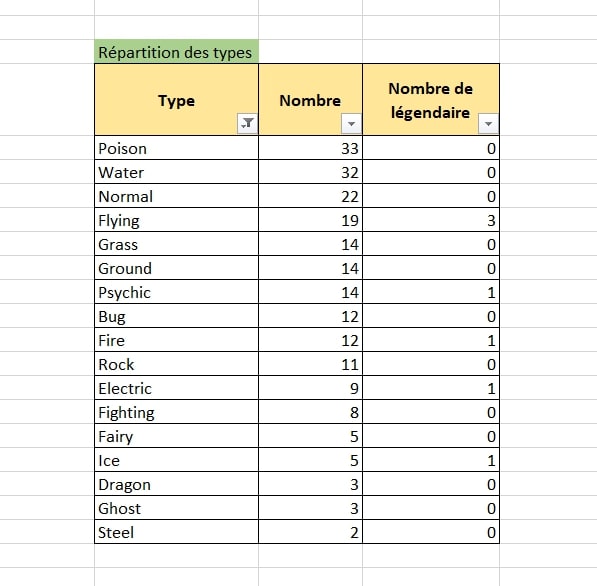 Répartition des types
Type Nombre Nombre de légendaire
Poison 33 0
Water 32 0
Normal 22 0
Flying 19 3
Grass 14 0
Ground 14 0
Psychic 14 1
Bug 12 0
Fire 12 1
Rock 11 0
Electric 9 1
Fighting 8 0
Fairy 5 0
Ice 5 1
Dragon 3 0
Ghost 3 0
Steel 2 0